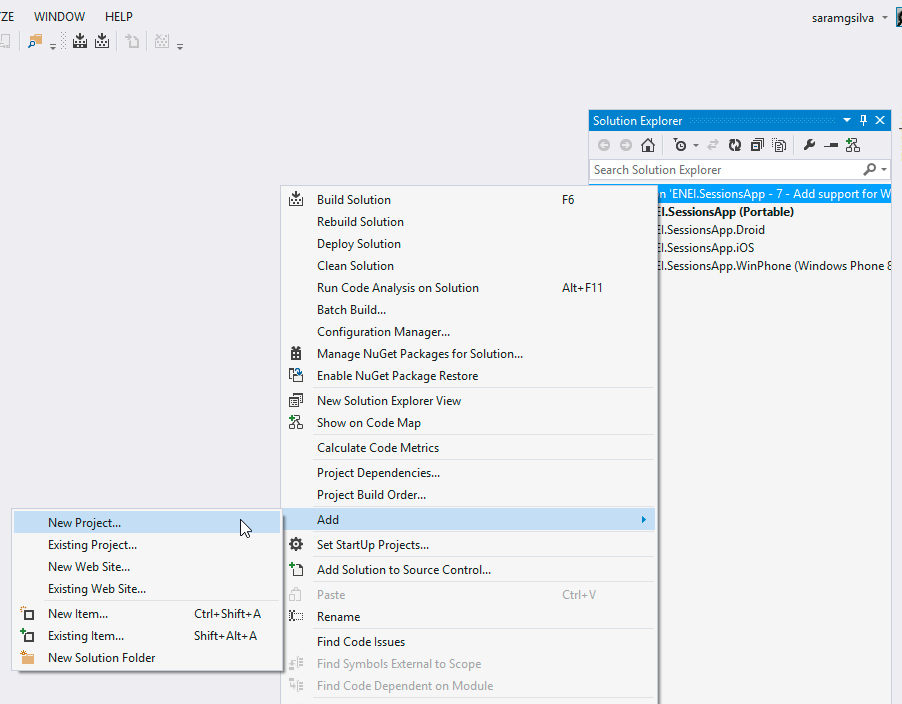 ZE WINDOW HELP
saramgsilva
Solution Explorer
Search Solution Explorer
n 'ENEI.SessionsApp - 7 - Add support for W
EI.SessionsApp (Portable)
EI.SessionsApp.Droid
EI.SessionsApp.iOS
EI.SessionsApp.WinPhone (Windows Phone 8
Build Solution F6
Rebuild Solution
Deploy Solution
Clean Solution
Run Code Analysis on Solution Alt+F11
Batch Build...
Configuration Manager...
Manage NuGet Packages for Solution...
Enable NuGet Package Restore
New Solution Explorer View
Show on Code Map
Calculate Code Metrics
Project Dependencies...
Project Build Order...
Add
Set StartUp Projects...
Add Solution to Source Control...
Paste Ctrl+V
Rename
Find Code Issues
Find Symbols External to Scope
Find Code Dependent on Module
New Project...
Existing Project...
New Web Site...
Existing Web Site...
New Item... Ctrl+Shift+A
Existing Item... Shift+Alt+A
New Solution Folder